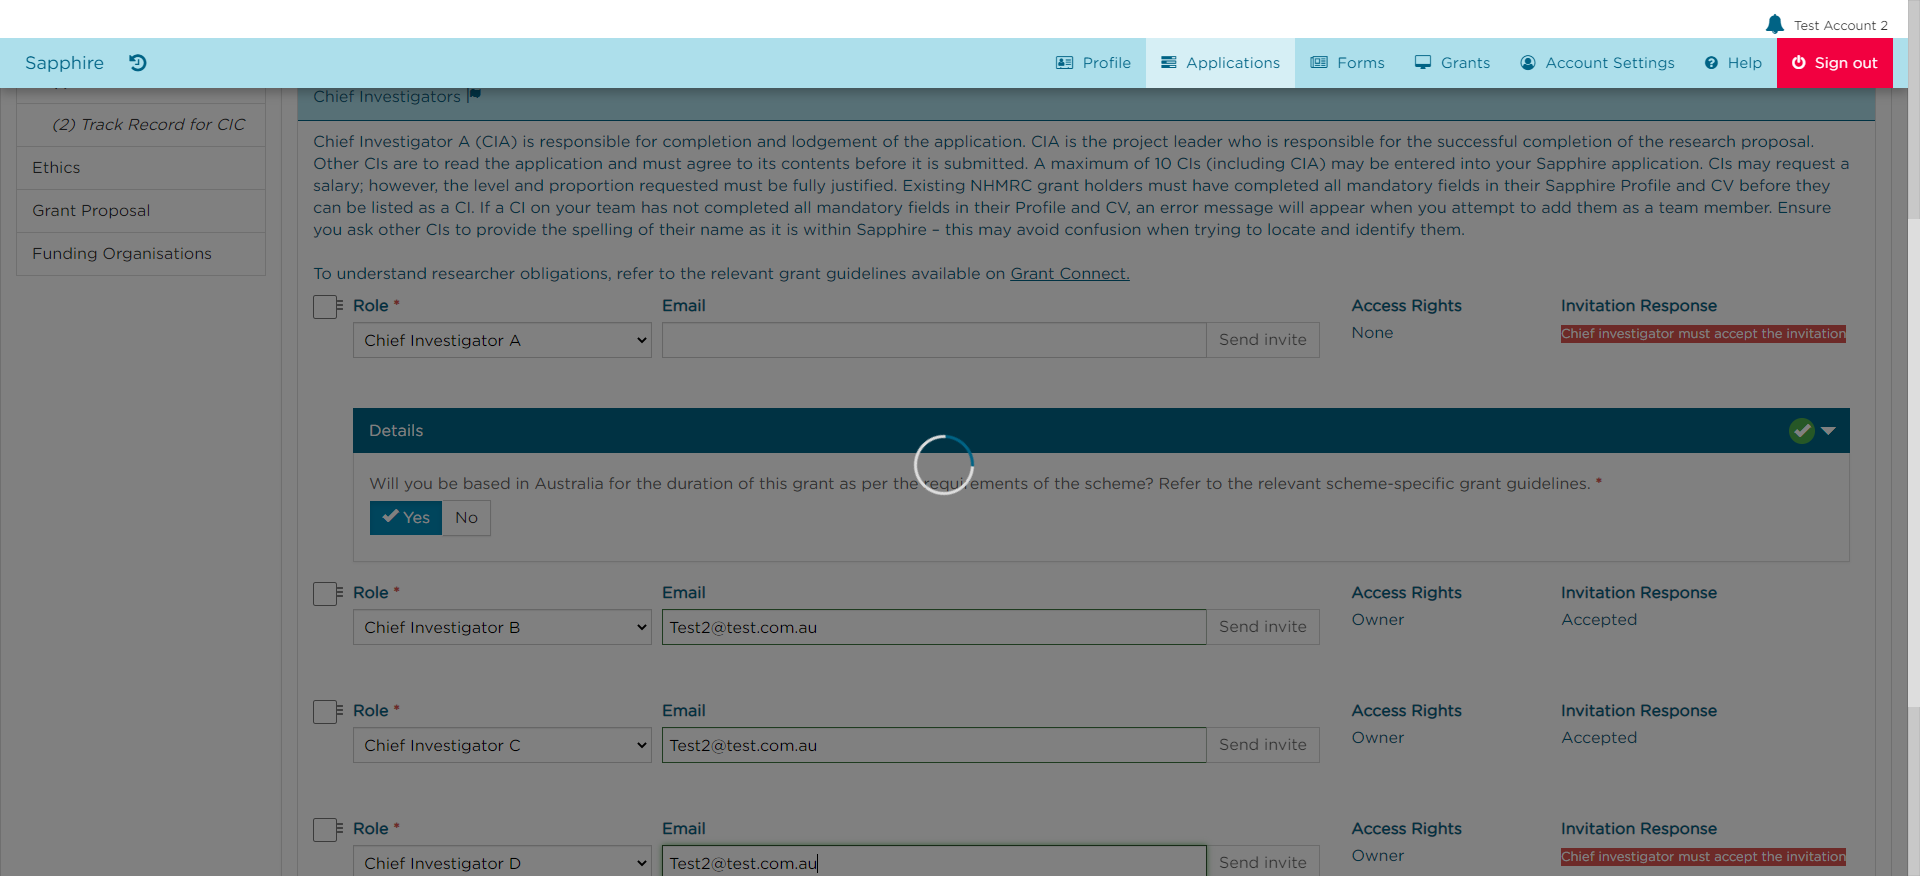 Test Account 2
Sapphire
Profile
Applications
Forms
Grants
Account Settings
Help
Sign out
(2) Track Record for CIC
Ethics
Grant Proposal
Funding Organisations
Chief Investigators
Chief Investigator A (CIA) is responsible for completion and lodgement of the application. CIA is the project leader who is responsible for the successful completion of the research proposal.
Other CIs are to read the application and must agree to its contents before it is submitted. A maximum of 10 CIs (including CIA) may be entered into your Sapphire application. CIs may request a
salary; however, the level and proportion requested must be fully justified. Existing NHMRC grant holders must have completed all mandatory fields in their Sapphire Profile and CV before they
can be listed as a CI. If a CI on your team has not completed all mandatory fields in their Profile and CV, an error message will appear when you attempt to add them as a team member. Ensure
you ask other CIs to provide the spelling of their name as it is within Sapphire – this may avoid confusion when trying to locate and identify them.
To understand researcher obligations, refer to the relevant grant guidelines available on Grant Connect.
Role * Email Access Rights Invitation Response
Chief Investigator A Send invite None Chief investigator must accept the invitation
Details
Will you be based in Australia for the duration of this grant as per the requirements of the scheme? Refer to the relevant scheme-specific grant guidelines. *
Yes No
Role * Email Access Rights Invitation Response
Chief Investigator B Test2@test.com.au Send invite Owner Accepted
Role * Email Access Rights Invitation Response
Chief Investigator C Test2@test.com.au Send invite Owner Accepted
Role * Email Access Rights Invitation Response
Chief Investigator D Test2@test.com.au Send invite Owner Chief investigator must accept the invitation